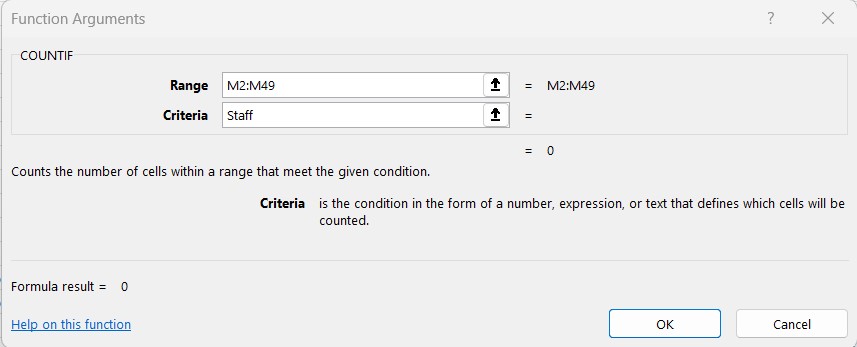 Function Arguments ? ×
COUNTIF
Range M2:M49 = M2:M49
Criteria Staff =
= 0
Counts the number of cells within a range that meet the given condition.
Criteria is the condition in the form of a number, expression, or text that defines which cells will be
counted.
Formula result = 0
Help on this function OK Cancel